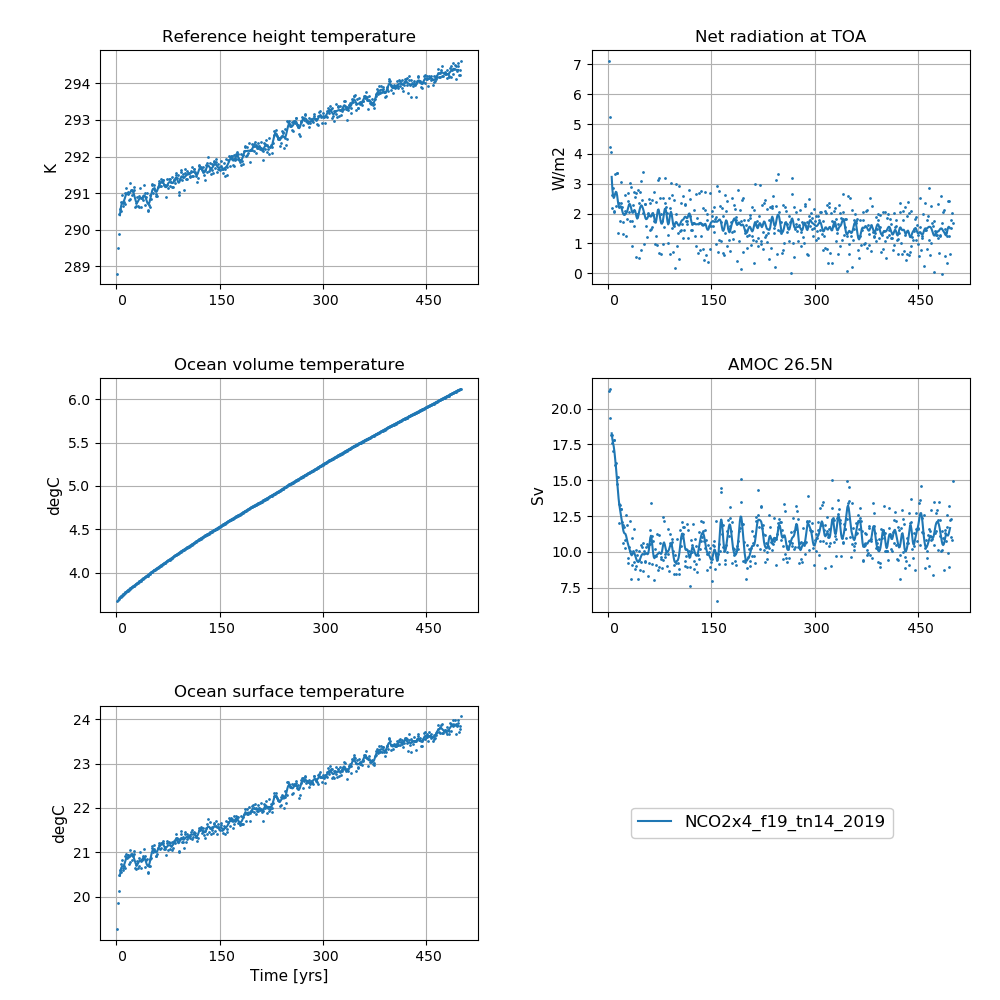 Reference height temperature
K
294
293
292
291
290
289
0 150 300 450
Net radiation at TOA
W/m2
7
6
5
4
3
2
1
0
0 150 300 450
Ocean volume temperature
degC
6.0
5.5
5.0
4.5
4.0
0 150 300 450
AMOC 26.5N
Sv
20.0
17.5
15.0
12.5
10.0
7.5
0 150 300 450
Ocean surface temperature
degC
24
23
22
21
20
0 150 300 450
Time [yrs]
NCO2x4_f19_tn14_2019